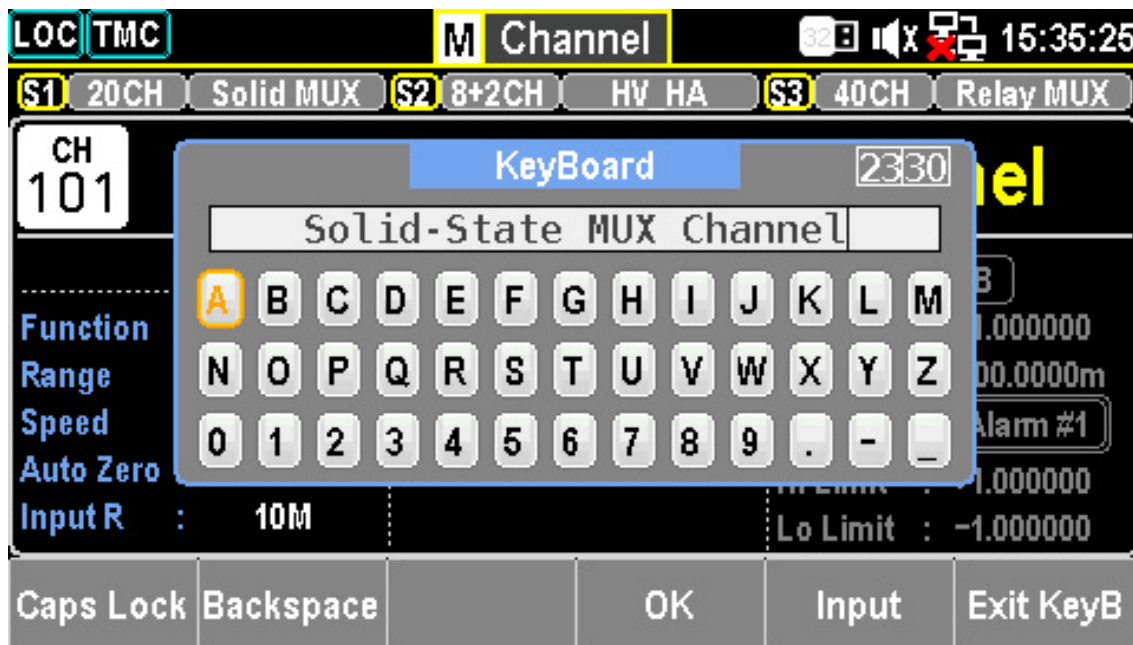 LOC TMC M Channel 32 X 15:35:25
S1 20CH Solid MUX S2 8+2CH HV HA S3 40CH Relay MUX
CH
101
nel
KeyBoard 23 30
Solid-State MUX Channel
A B C D E F G H I J K L M
N O P Q R S T U V W X Y Z
0 1 2 3 4 5 6 7 8 9 . - _
B
Function .000000
Range 00.0000m
Speed Alarm #1
Auto Zero 1.000000
Input R : 10M Lo Limit : -1.000000
Caps Lock Backspace OK Input Exit KeyB